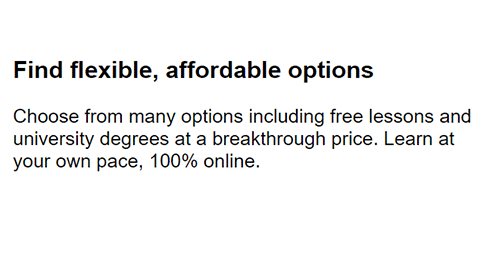 Find flexible, affordable options
Choose from many options including free lessons and
university degrees at a breakthrough price. Learn at
your own pace, 100% online.